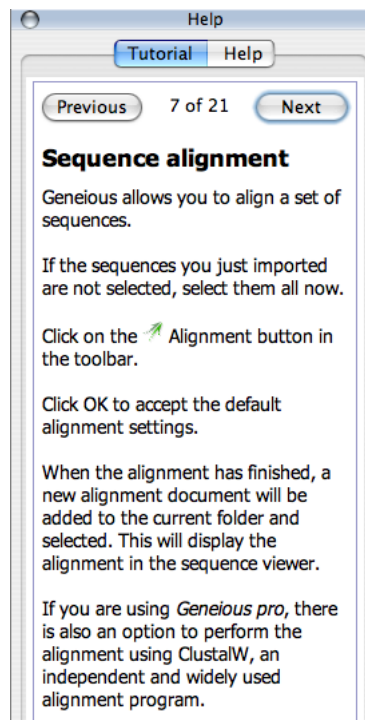 Help
Tutorial Help
Previous 7 of 21 Next
Sequence alignment
Geneious allows you to align a set of
sequences.
If the sequences you just imported
are not selected, select them all now.
Click on the Alignment button in
the toolbar.
Click OK to accept the default
alignment settings.
When the alignment has finished, a
new alignment document will be
added to the current folder and
selected. This will display the
alignment in the sequence viewer.
If you are using Geneious pro, there
is also an option to perform the
alignment using ClustalW, an
independent and widely used
alignment program.